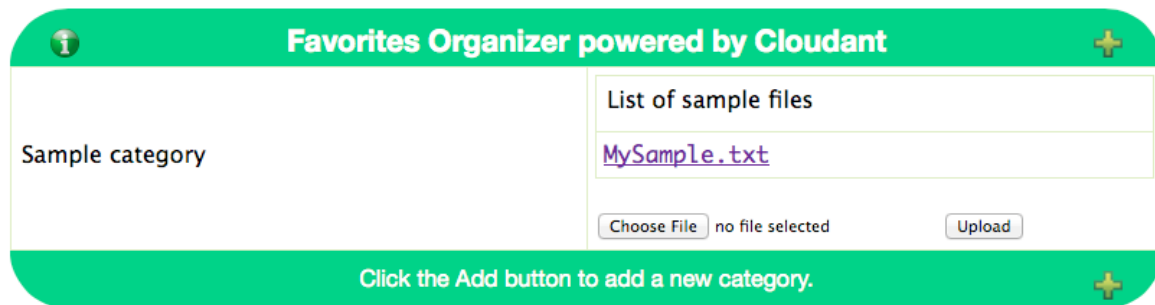 Favorites Organizer powered by Cloudant
List of sample files
Sample category
MySample.txt
Choose File no file selected Upload
Click the Add button to add a new category.